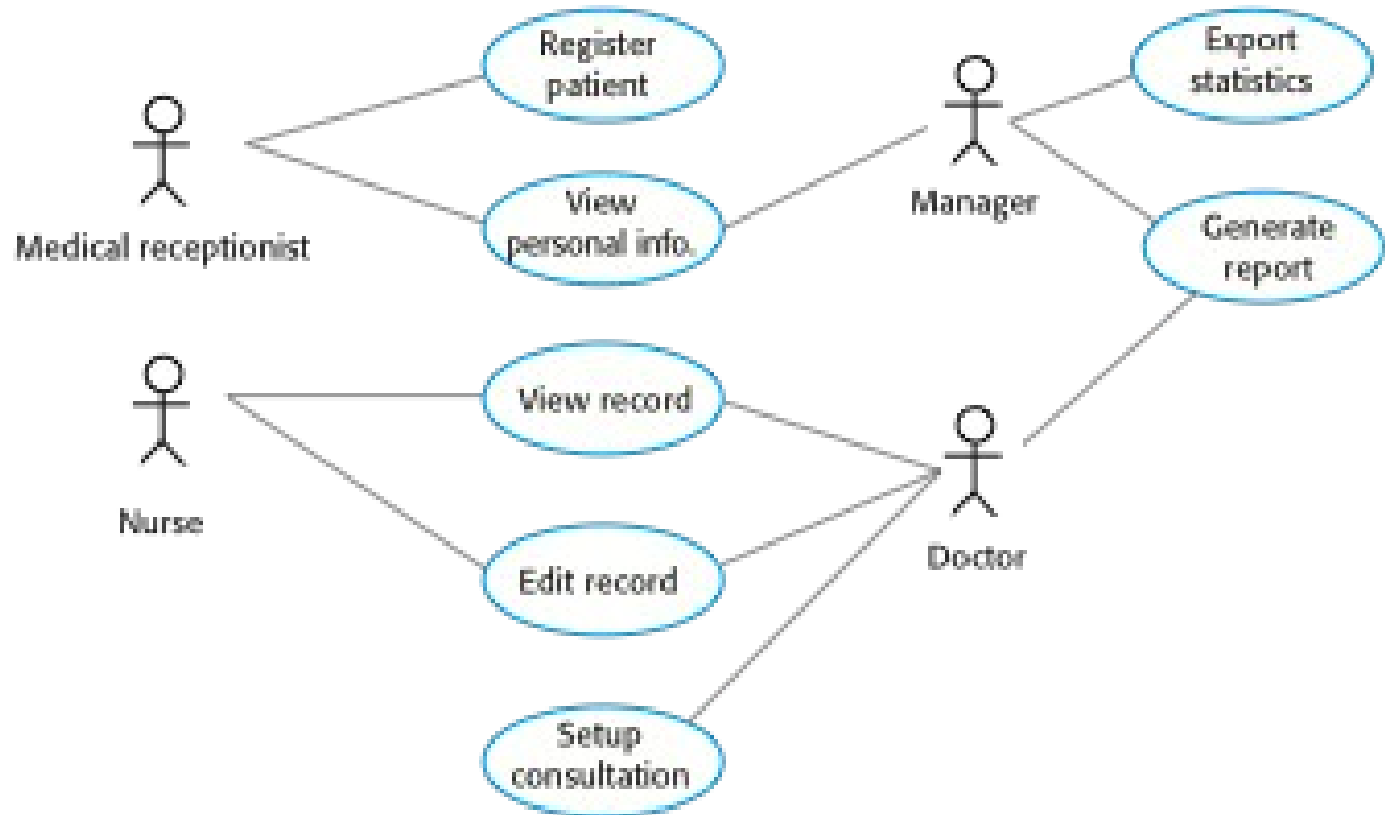 Register
patient
Export
statistics
Medical receptionist
View
personal info.
Manager
Generate
report
View record
Nurse
Edit record
Doctor
Setup
consultation